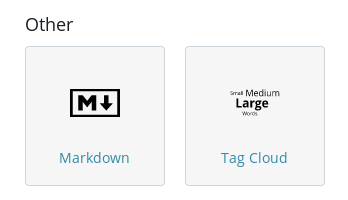 Other
M
Small Medium
Large
Words
Markdown
Tag Cloud